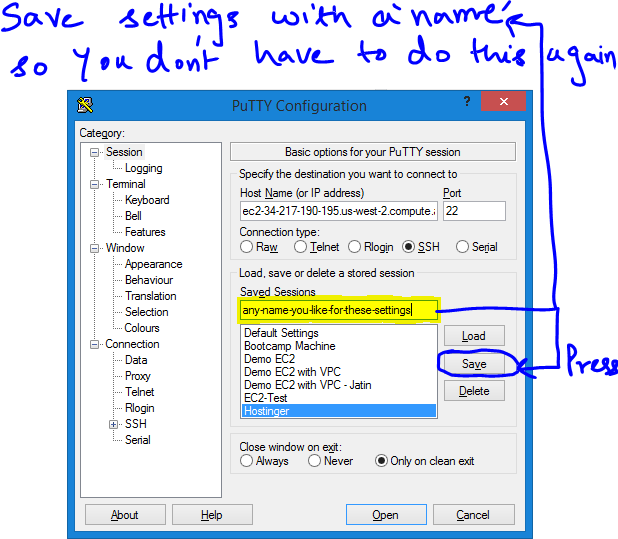 Save settings with a name
so you don't have to do this again
PuTTY Configuration
?
x
Category:
Session
Logging
Terminal
Keyboard
Bell
Features
Window
Appearance
Behaviour
Translation
Selection
Colours
Connection
Data
Proxy
Telnet
Rlogin
SSH
Serial
Basic options for your PuTTY session
Specify the destination you want to connect to
Host Name (or IP address) Port
ec2-34-217-190-195.us-west-2.compute.a 22
Connection type:
Raw Telnet Rlogin SSH Serial
Load, save or delete a stored session
Saved Sessions
any-name-you-like-for-these-settings
Default Settings
Bootcamp Machine
Demo EC2
Demo EC2 with VPC
Demo EC2 with VPC - Jatin
EC2-Test
Hostinger
Load
Save
Press
Delete
Close window on exit:
Always Never Only on clean exit
About Help Open Cancel